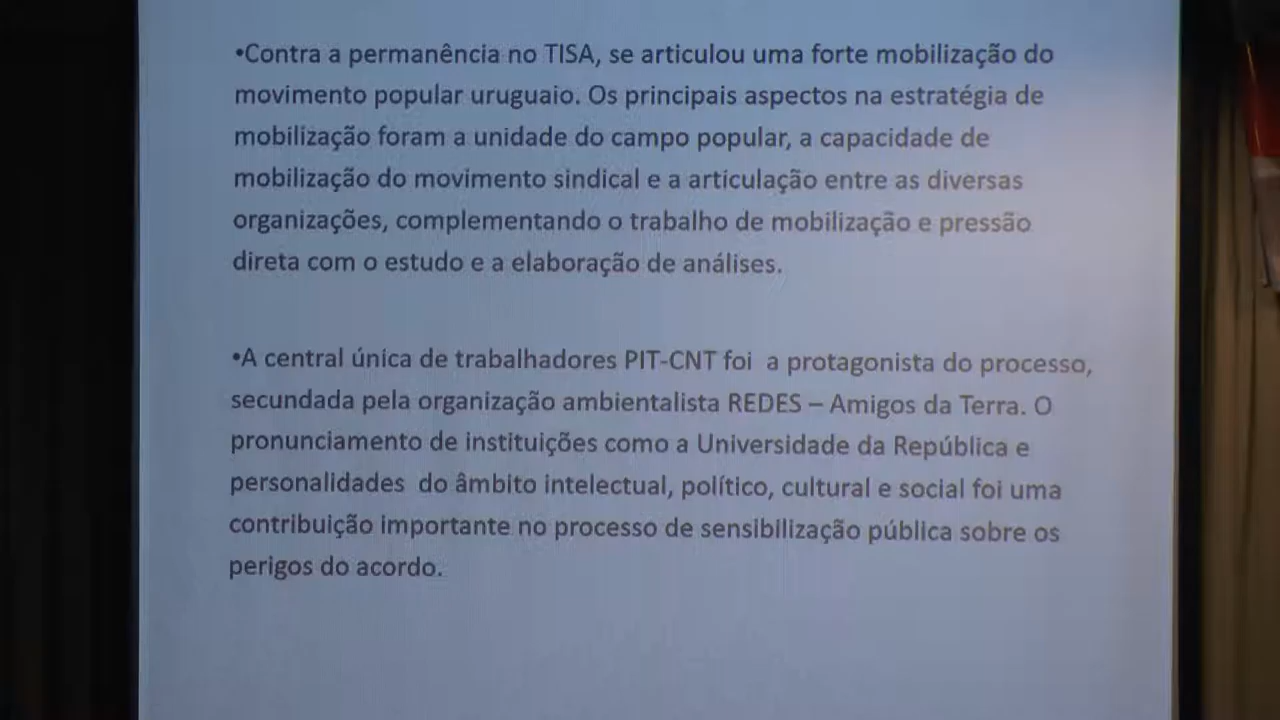 •Contra a permanência no TISA, se articulou uma forte mobilização do
movimento popular uruguaio. Os principais aspectos na estratégia de
mobilização foram a unidade do campo popular, a capacidade de
mobilização do movimento sindical e a articulação entre as diversas
organizações, complementando o trabalho de mobilização e pressão
direta com o estudo e a elaboração de análises.
•A central única de trabalhadores PIT-CNT foi a protagonista do processo,
secundada pela organização ambientalista REDES – Amigos da Terra. O
pronunciamento de instituições como a Universidade da República e
personalidades do âmbito intelectual, político, cultural e social foi uma
contribuição importante no processo de sensibilização pública sobre os
perigos do acordo.